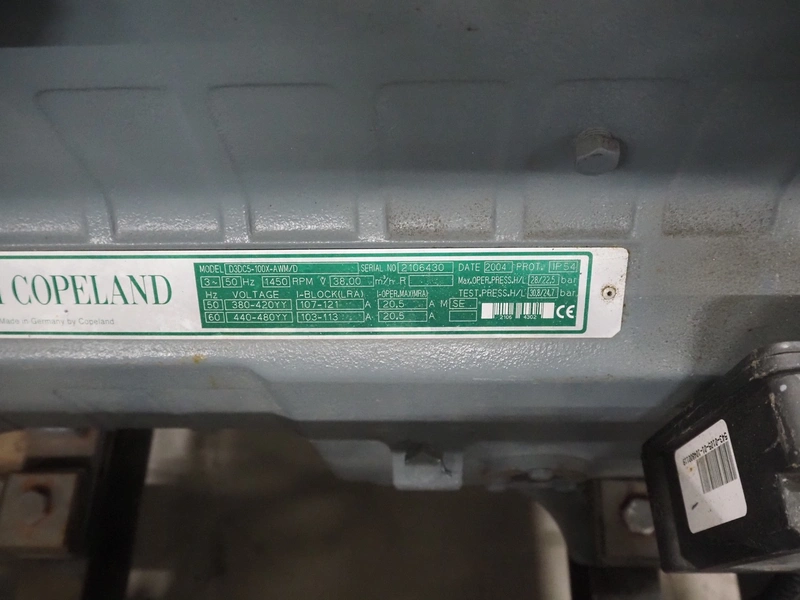 COPELAND
Made in Germany by Copeland
MODEL D3DC5-100X-AWM/D SERIAL NO 2106430 DATE 2004 PROT. IP54
3~ 50 Hz 1450 RPM V̇ 38,00 m³/h R MAX.OPER.PRESS.H/L 28/22,5 bar
Hz VOLTAGE I-BLOCK(LRA) I-OPER.MAX(MRA) TEST.PRESS.H/L 30,8/24,7 bar
50 380-420YY 107-121 A 20,5 A M SE
60 440-480YY 103-113 A 20,5 A
2106 4302 CE